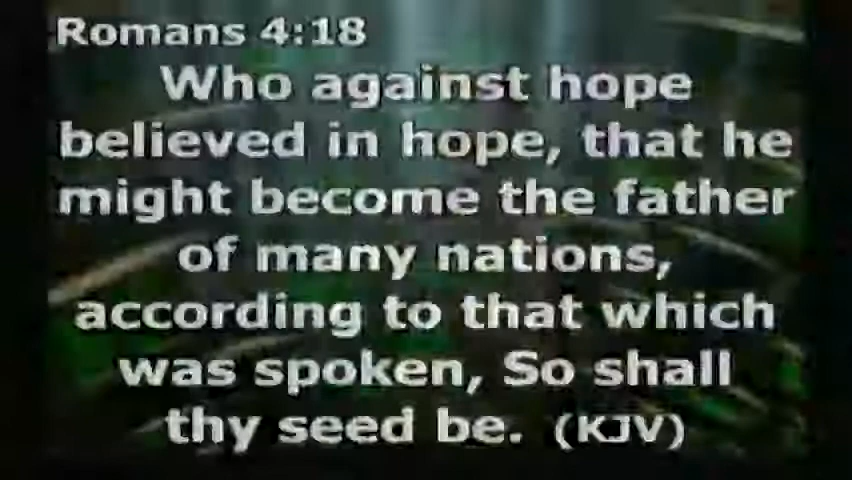 Romans 4:18
Who against hope
believed in hope, that he
might become the father
of many nations,
according to that which
was spoken, So shall
thy seed be. (KJV)